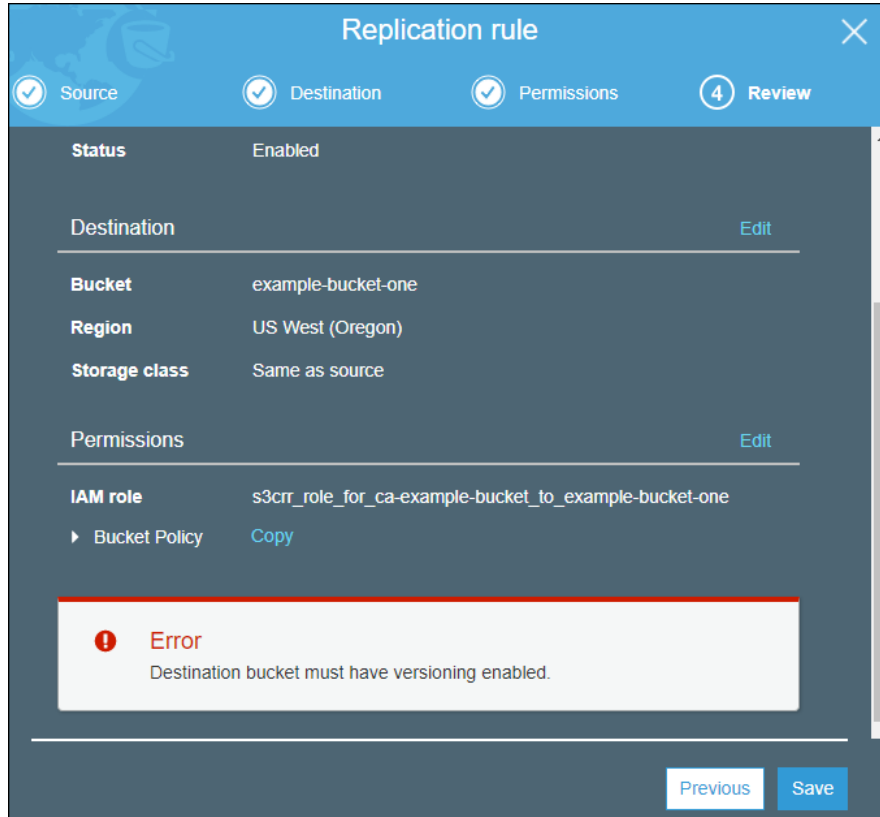 Replication rule
Source Destination Permissions 4 Review
Status Enabled
Destination Edit
Bucket example-bucket-one
Region US West (Oregon)
Storage class Same as source
Permissions Edit
IAM role s3crr_role_for_ca-example-bucket_to_example-bucket-one
Bucket Policy Copy
Error
Destination bucket must have versioning enabled.
Previous Save